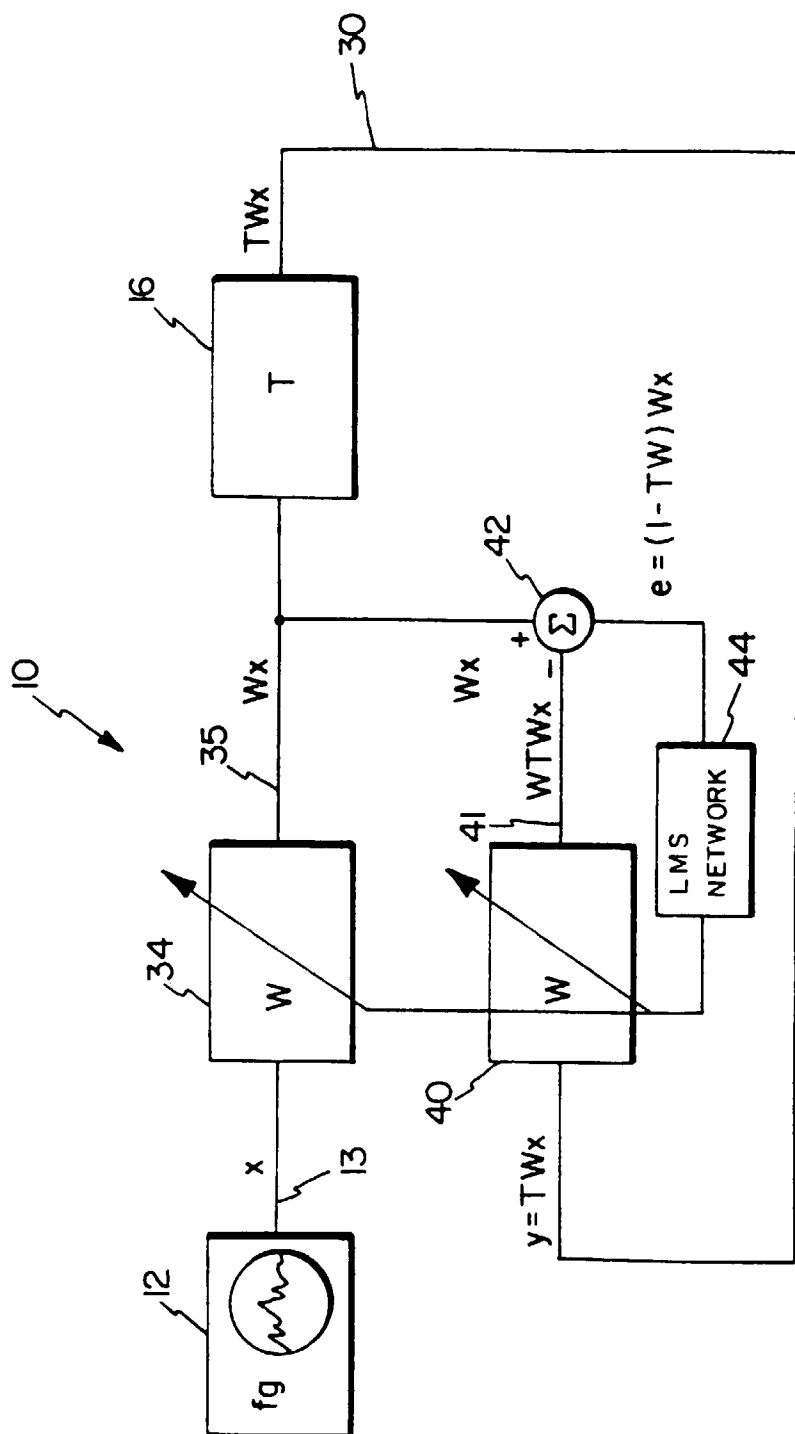 10
12
fg
x
13
34
W
35
Wx
16
T
TWx
30
y=TWx
40
W
41
WTWx
Wx
+
-
Σ
42
LMS
NETWORK
44
e = (1-TW)Wx